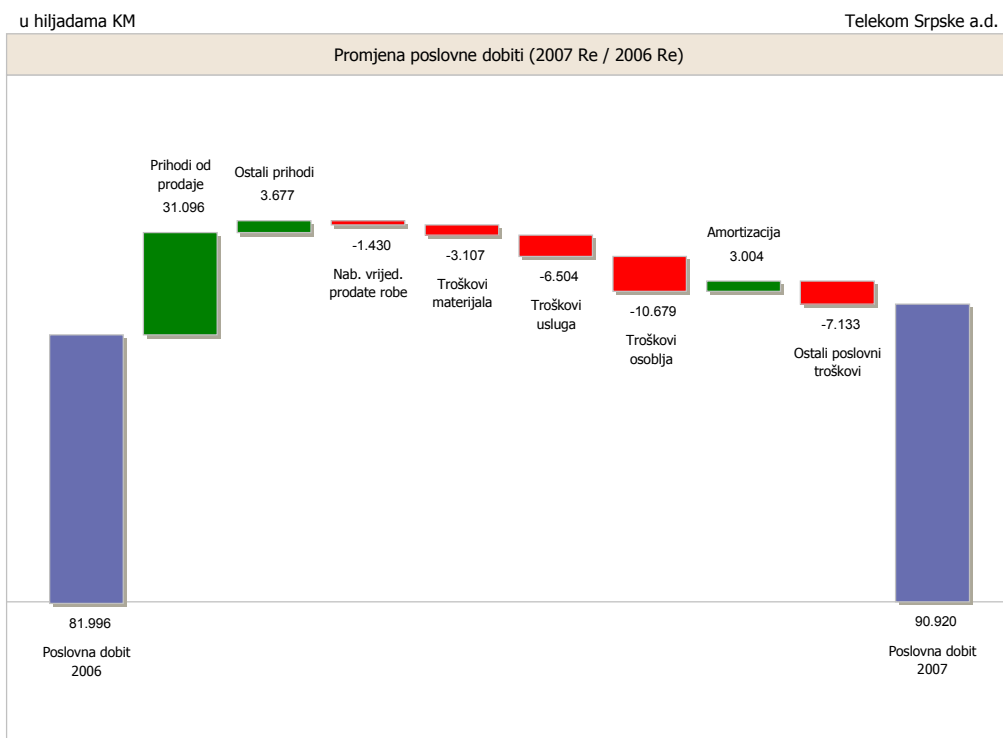 u hiljadama KM
Telekom Srpske a.d.
Promjena poslovne dobiti (2007 Re / 2006 Re)
Prihodi od
prodaje
31.096
Ostali prihodi
3.677
-1.430
Nab. vrijed.
prodate robe
-3.107
Troškovi
materijala
-6.504
Troškovi
usluga
-10.679
Troškovi
osoblja
Amortizacija
3.004
-7.133
Ostali poslovni
troškovi
81.996
Poslovna dobit
2006
90.920
Poslovna dobit
2007